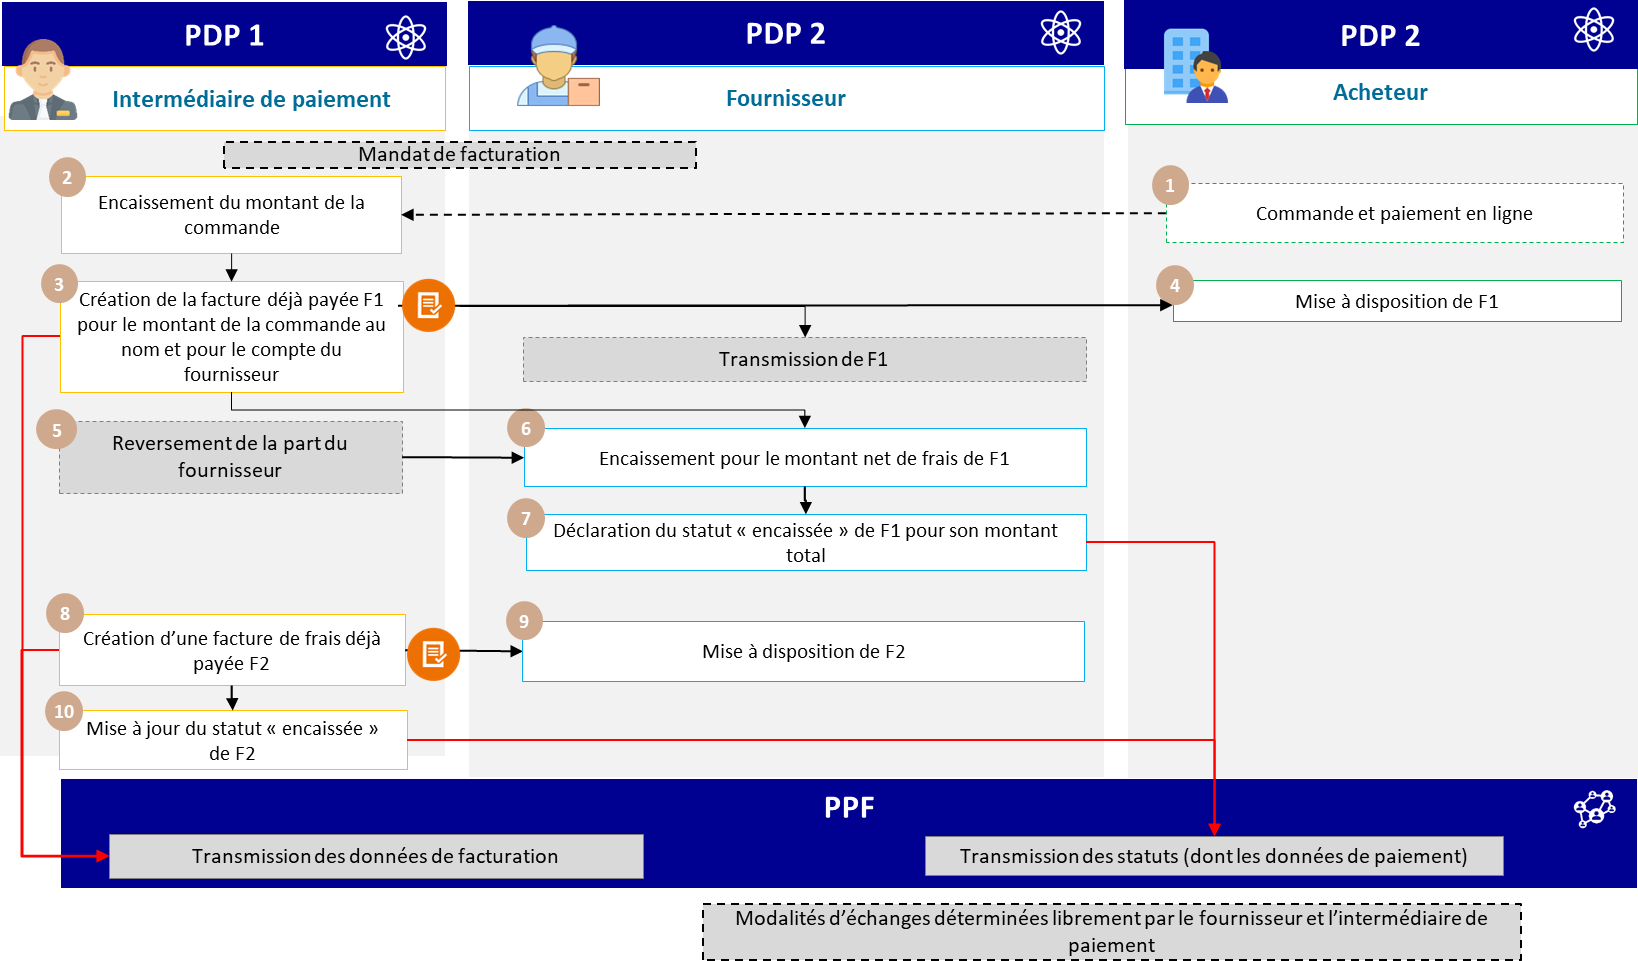 PDP 1
PDP 2
PDP 2
Intermédiaire de paiement
Fournisseur
Acheteur
Mandat de facturation
2
Encaissement du montant de la
commande
1
Commande et paiement en ligne
3
Création de la facture déjà payée F1
pour le montant de la commande au
nom et pour le compte du
fournisseur
4
Mise à disposition de F1
Transmission de F1
5
Reversement de la part du
fournisseur
6
Encaissement pour le montant net de frais de F1
7
Déclaration du statut « encaissée » de F1 pour son montant
total
8
Création d’une facture de frais déjà
payée F2
9
Mise à disposition de F2
10
Mise à jour du statut « encaissée »
de F2
PPF
Transmission des données de facturation
Transmission des statuts (dont les données de paiement)
Modalités d’échanges déterminées librement par le fournisseur et l’intermédiaire de
paiement